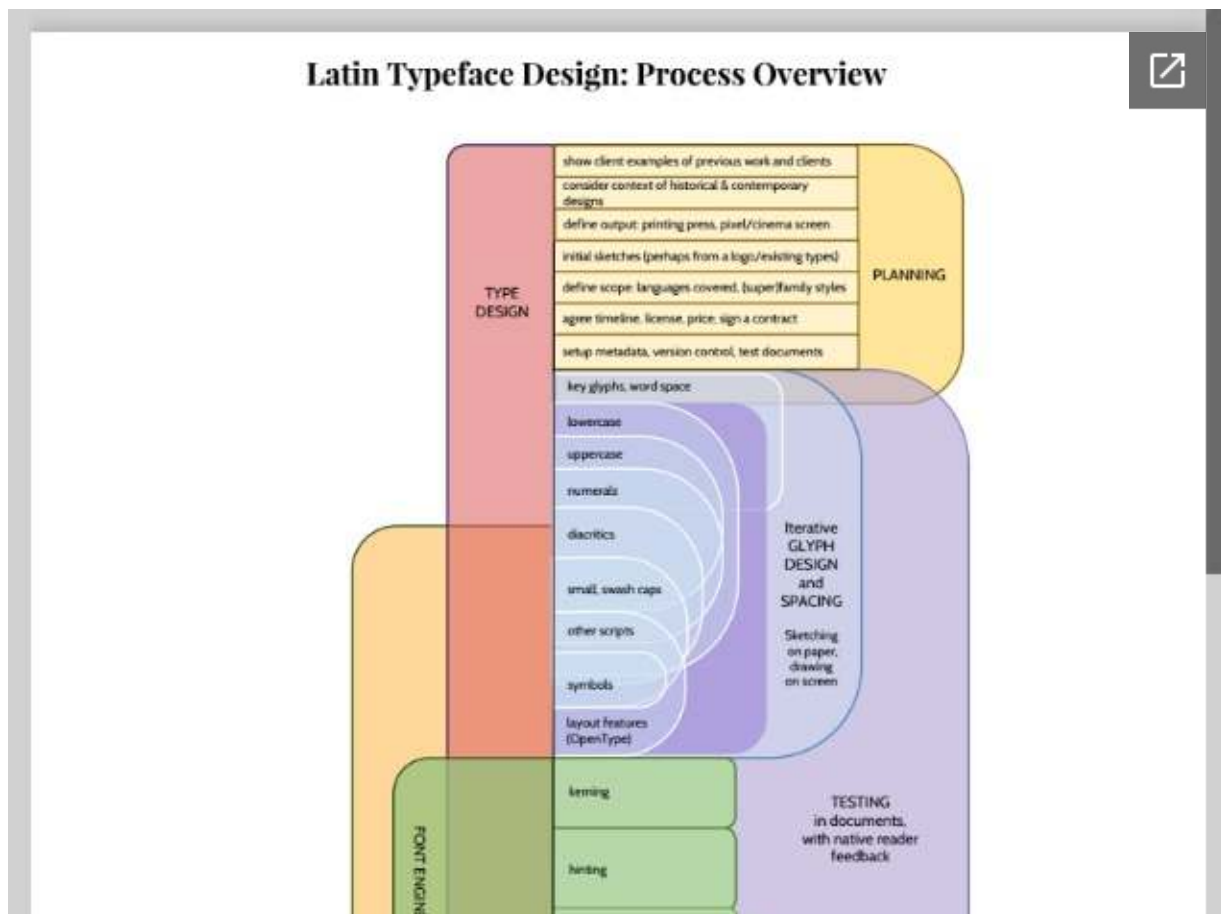 Latin Typeface Design: Process Overview
show client examples of previous work and clients
consider context of historical & contemporary
designs
define output: printing press, pixel/cinema screen
initial sketches (perhaps from a logo/existing types)
define scope: languages covered, (super)family styles
agree timeline, license, price, sign a contract
setup metadata, version control, test documents
PLANNING
TYPE
DESIGN
key glyphs, word space
lowercase
uppercase
numerals
diacritics
small, swash caps
other scripts
symbols
layout features
(OpenType)
Iterative
GLYPH
DESIGN
and
SPACING
Sketching
on paper,
drawing
on screen
kerning
hinting
TESTING
in documents,
with native reader
feedback
FONT